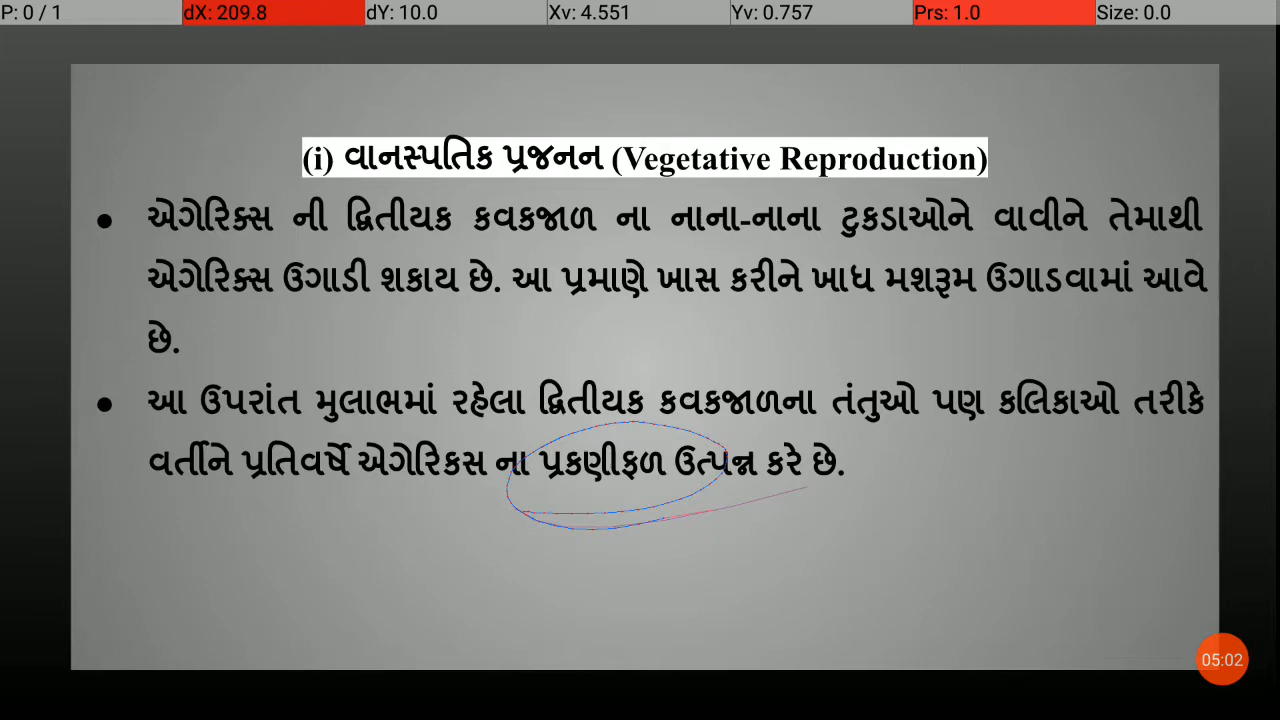 P: 0 / 1 dX: 209.8 dY: 10.0 Xv: 4.551 Yv: 0.757 Prs: 1.0 Size: 0.0
(i) વાનસ્પતિક પ્રજનન (Vegetative Reproduction)
● એગેરિક્સ ની દ્વિતીયક કવકજાળ ના નાના-નાના ટુકડાઓને વાવીને તેમાથી
એગેરિક્સ ઉગાડી શકાય છે. આ પ્રમાણે ખાસ કરીને ખાધ મશરૂમ ઉગાડવામાં આવે
છે.
● આ ઉપરાંત મુલાભમાં રહેલા દ્વિતીયક કવકજાળના તંતુઓ પણ કલિકાઓ તરીકે
વર્તીને પ્રતિવર્ષે એગેરિકસ ના પ્રકણીફળ ઉત્પન્ન કરે છે.
05:02